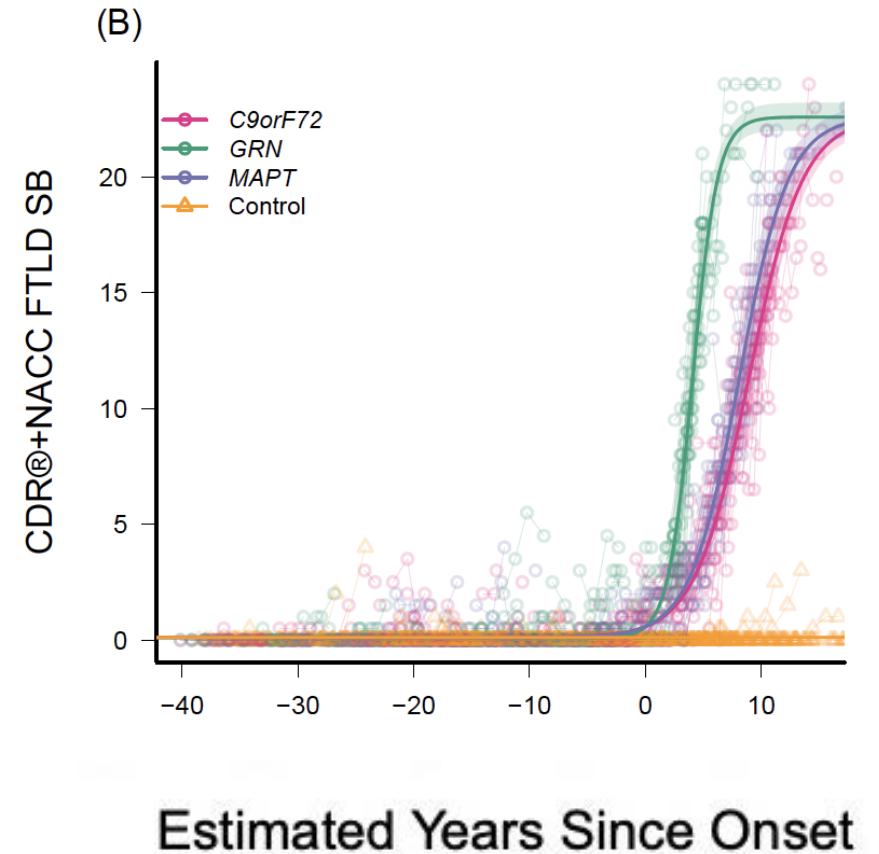 (B)
C9orF72
GRN
MAPT
Control
CDR®+NACC FTLD SB
20
15
10
5
0
−40 −30 −20 −10 0 10
Estimated Years Since Onset